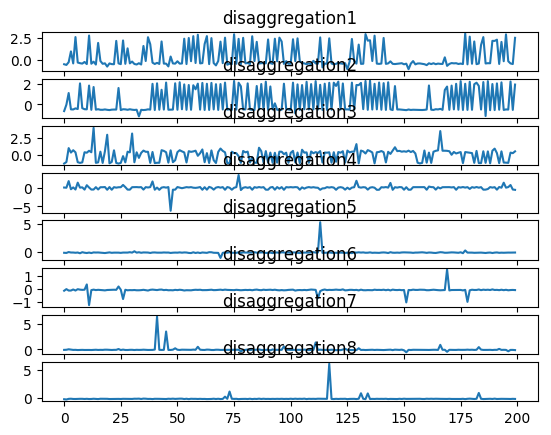 disaggregation1
2.5
0.0
disaggregation2
2
0
disaggregation3
2.5
0.0
disaggregation4
0
-5
disaggregation5
5
0
disaggregation6
1
0
-1
disaggregation7
5
0
disaggregation8
5
0
0 25 50 75 100 125 150 175 200